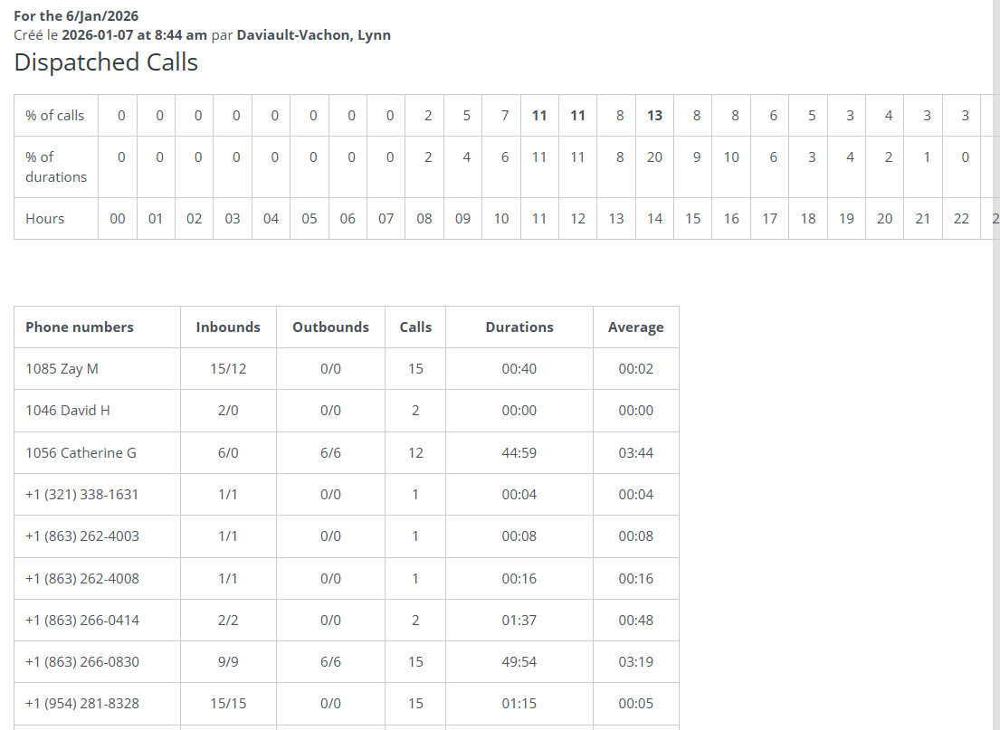 For the 6/Jan/2026
Créé le 2026-01-07 at 8:44 am par Daviault-Vachon, Lynn
Dispatched Calls
% of calls 0 0 0 0 0 0 0 0 2 5 7 11 11 8 13 8 8 6 5 3 4 3 3
% of
durations 0 0 0 0 0 0 0 0 2 4 6 11 11 8 20 9 10 6 3 4 2 1 0
Hours 00 01 02 03 04 05 06 07 08 09 10 11 12 13 14 15 16 17 18 19 20 21 22
Phone numbers Inbounds Outbounds Calls Durations Average
1085 Zay M 15/12 0/0 15 00:40 00:02
1046 David H 2/0 0/0 2 00:00 00:00
1056 Catherine G 6/0 6/6 12 44:59 03:44
+1 (321) 338-1631 1/1 0/0 1 00:04 00:04
+1 (863) 262-4003 1/1 0/0 1 00:08 00:08
+1 (863) 262-4008 1/1 0/0 1 00:16 00:16
+1 (863) 266-0414 2/2 0/0 2 01:37 00:48
+1 (863) 266-0830 9/9 6/6 15 49:54 03:19
+1 (954) 281-8328 15/15 0/0 15 01:15 00:05